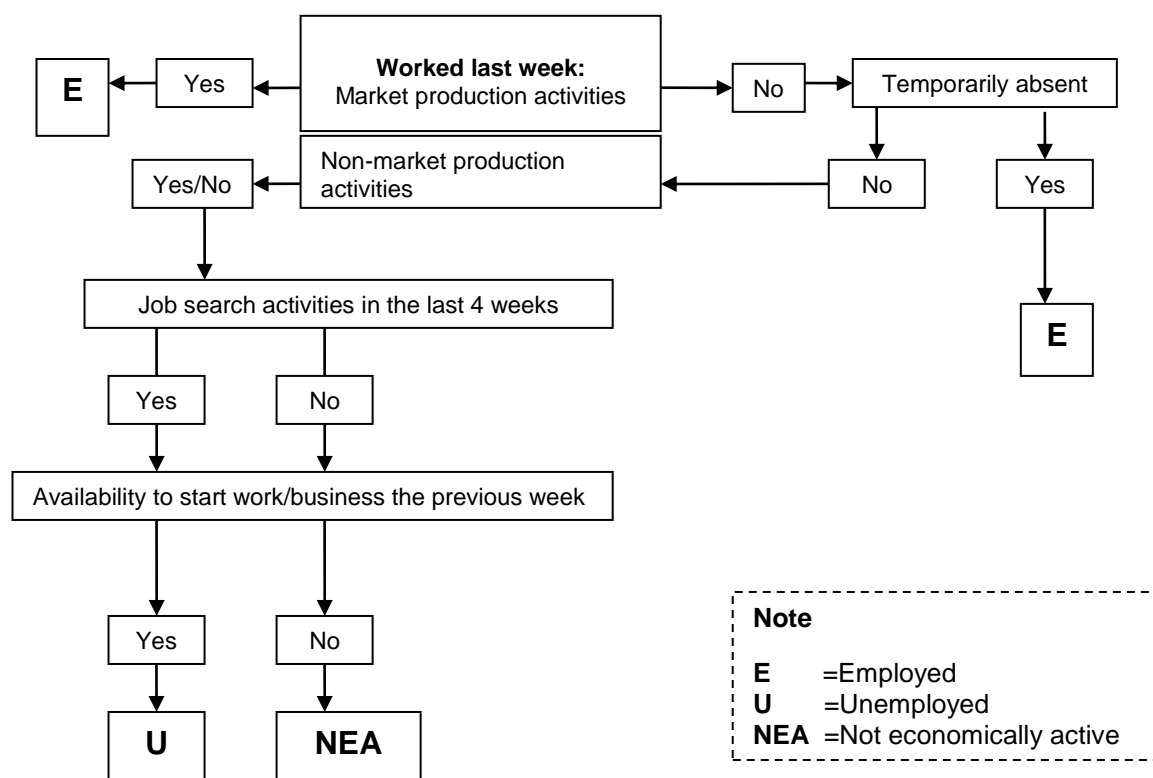 Worked last week:
Market production activities
E
Yes
No
Temporarily absent
Non-market production
activities
Yes/No
No
Yes
E
Job search activities in the last 4 weeks
Yes
No
Availability to start work/business the previous week
Yes
No
U
NEA
Note
E =Employed
U =Unemployed
NEA =Not economically active